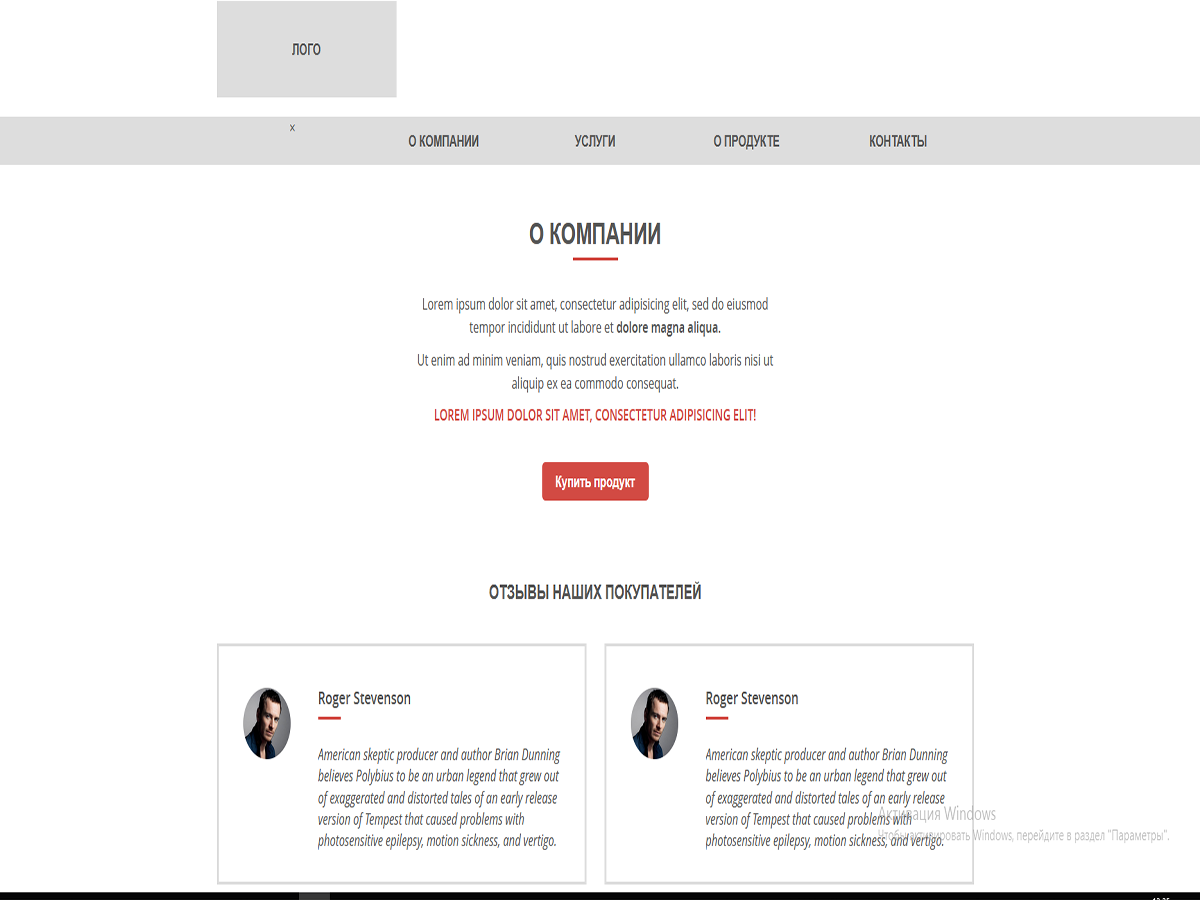 ЛОГО
x
О КОМПАНИИ УСЛУГИ О ПРОДУКТЕ КОНТАКТЫ
О КОМПАНИИ
Lorem ipsum dolor sit amet, consectetur adipisicing elit, sed do eiusmod
tempor incididunt ut labore et dolore magna aliqua.
Ut enim ad minim veniam, quis nostrud exercitation ullamco laboris nisi ut
aliquip ex ea commodo consequat.
LOREM IPSUM DOLOR SIT AMET, CONSECTETUR ADIPISICING ELIT!
Купить продукт
ОТЗЫВЫ НАШИХ ПОКУПАТЕЛЕЙ
Roger Stevenson
American skeptic producer and author Brian Dunning
believes Polybius to be an urban legend that grew out
of exaggerated and distorted tales of an early release
version of Tempest that caused problems with
photosensitive epilepsy, motion sickness, and vertigo.
Roger Stevenson
American skeptic producer and author Brian Dunning
believes Polybius to be an urban legend that grew out
of exaggerated and distorted tales of an early release
version of Tempest that caused problems with
photosensitive epilepsy, motion sickness, and vertigo.
Активация Windows
Чтобы активировать Windows, перейдите в раздел "Параметры".